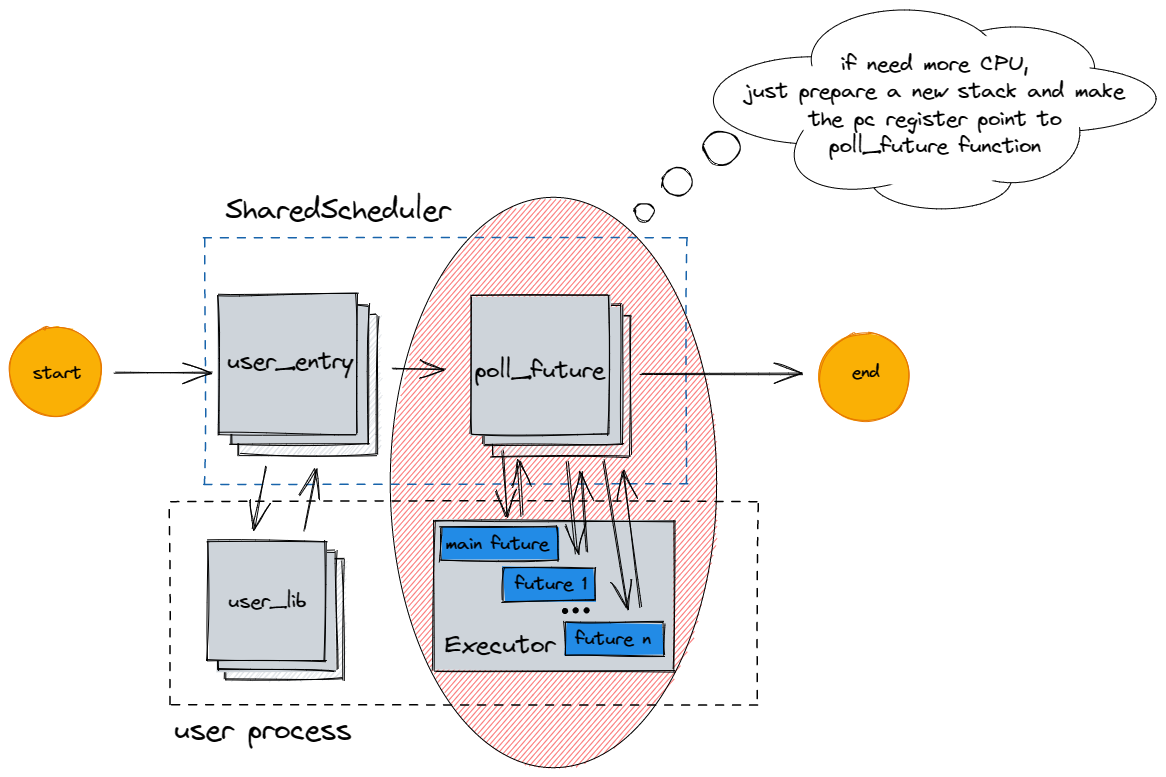 if need more CPU,
just prepare a new stack and make
the pc register point to
poll_future function
SharedScheduler
start
user_entry
poll_future
end
main future
future 1
...
future n
Executor
user_lib
user process